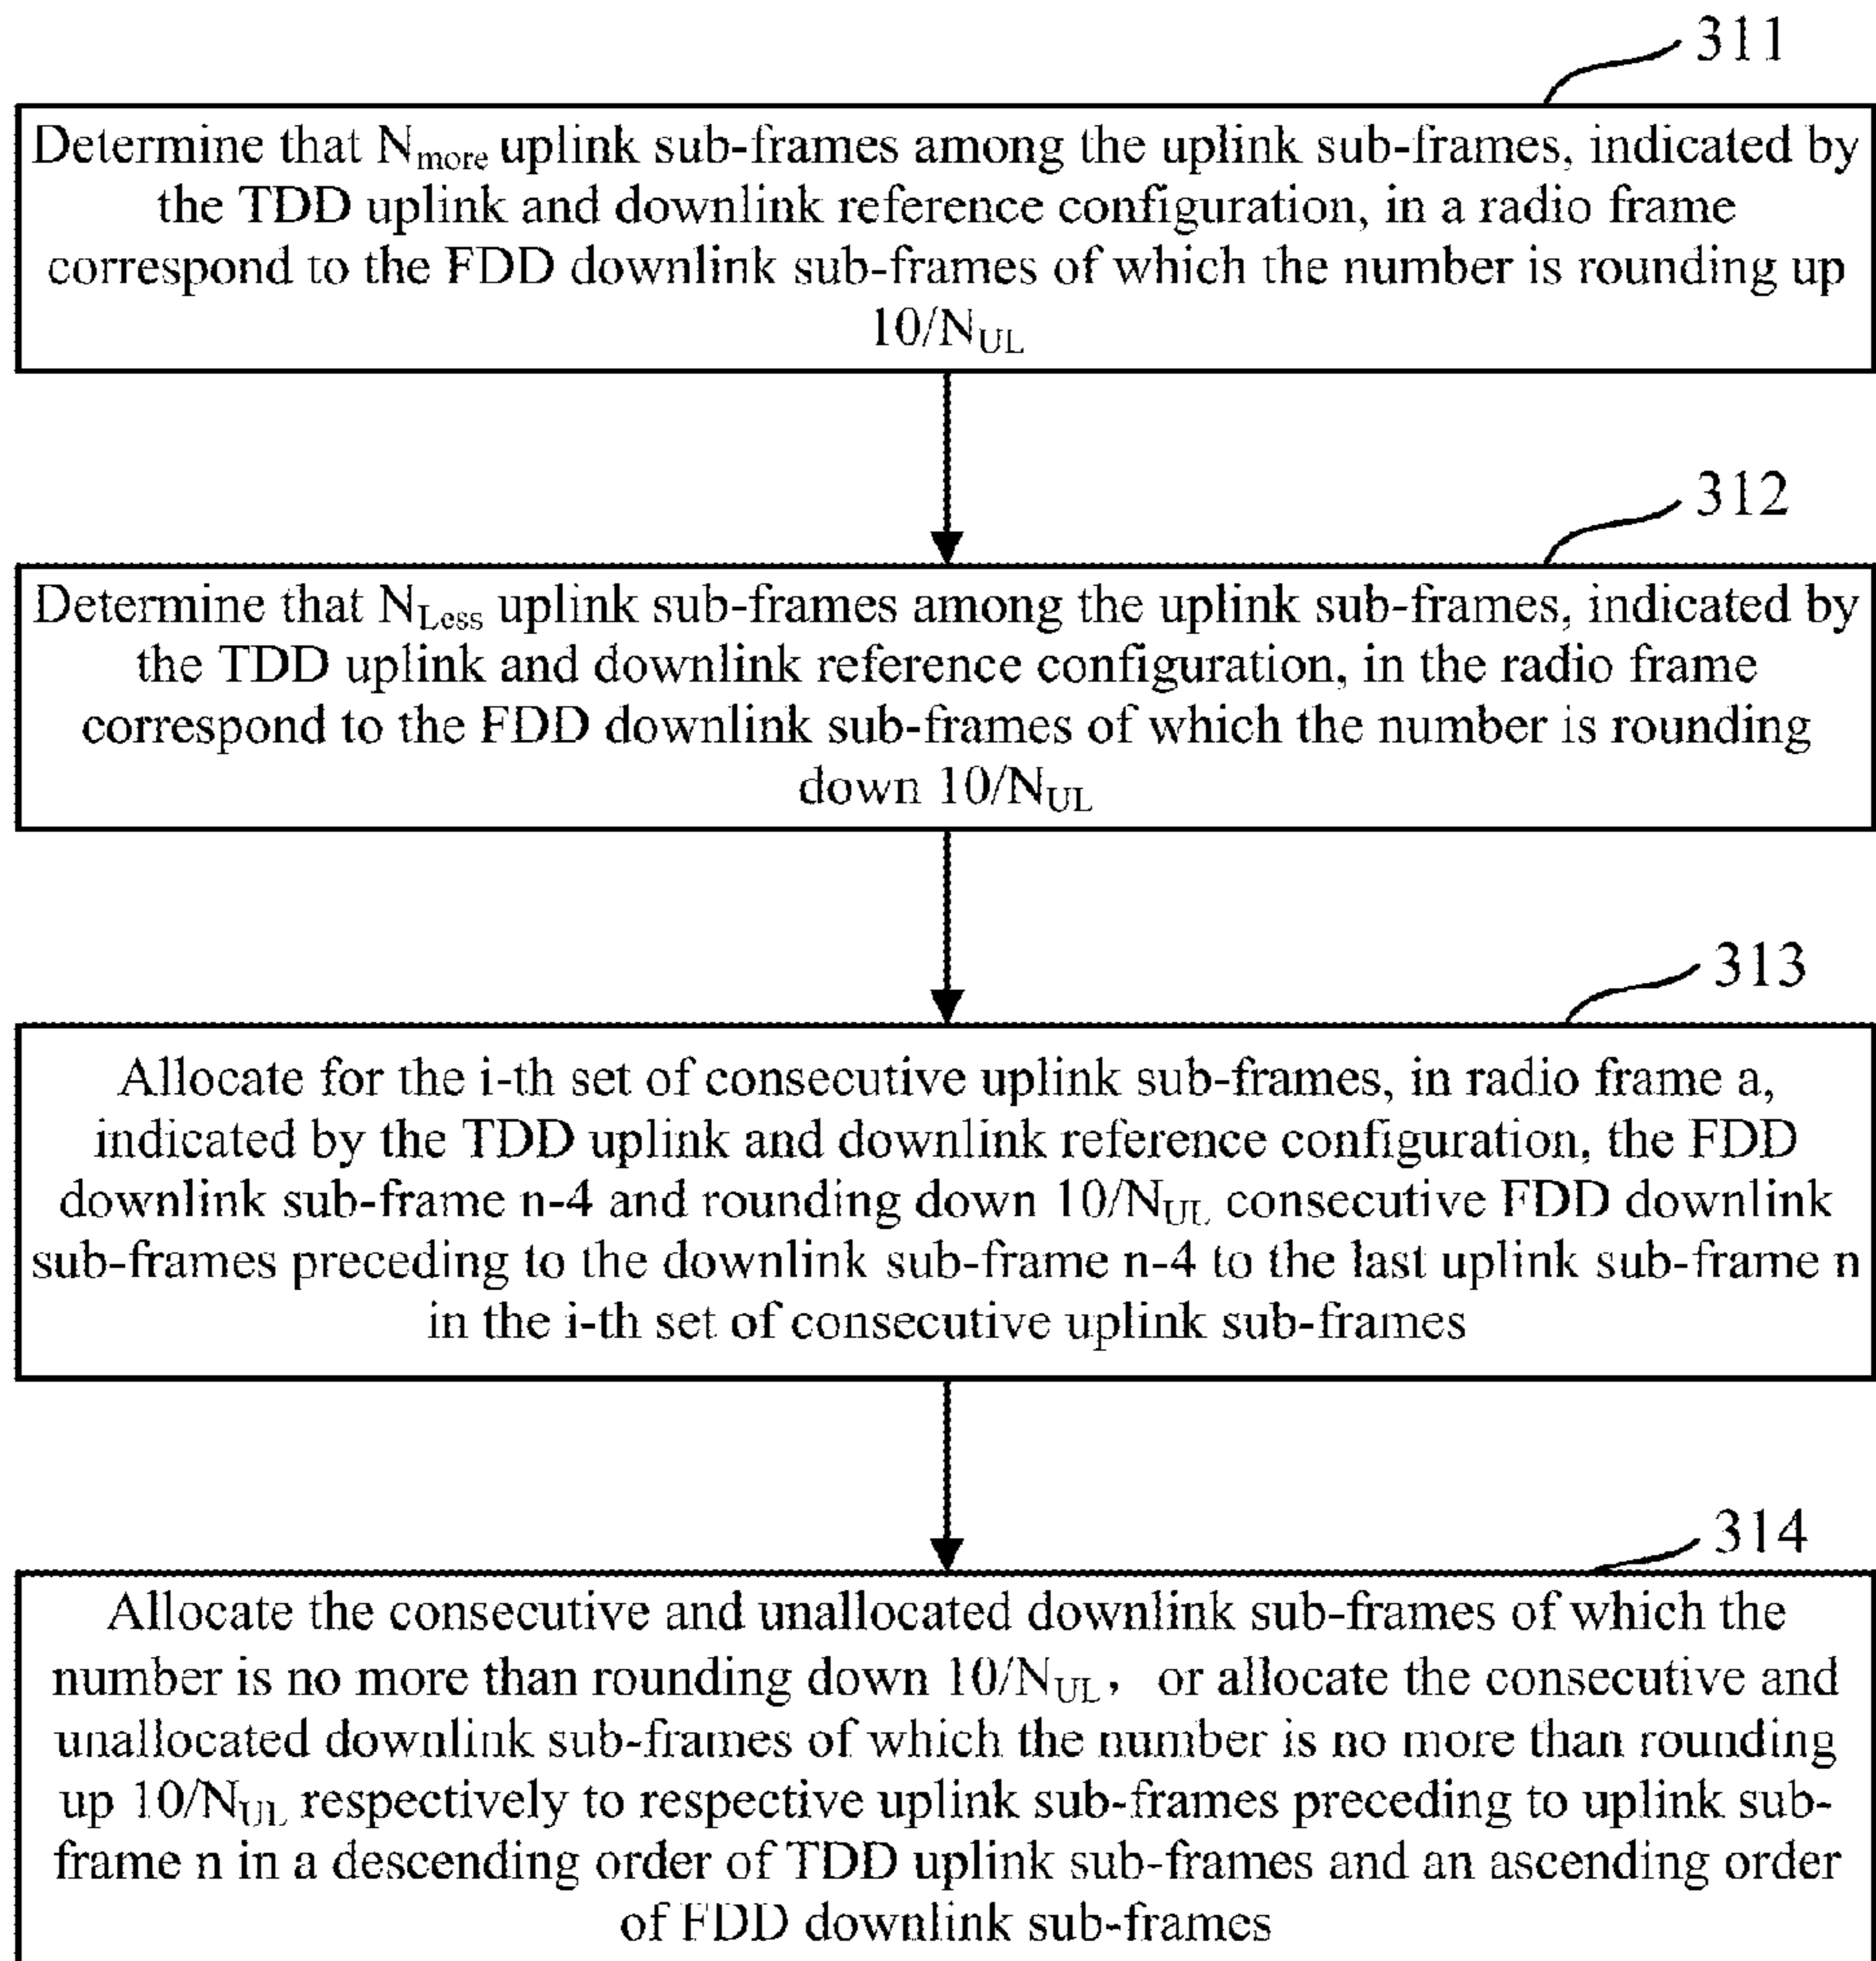 311
Determine that Nmore uplink sub-frames among the uplink sub-frames, indicated by
the TDD uplink and downlink reference configuration, in a radio frame
correspond to the FDD downlink sub-frames of which the number is rounding up
10/NUL
312
Determine that NLess uplink sub-frames among the uplink sub-frames, indicated by
the TDD uplink and downlink reference configuration, in the radio frame
correspond to the FDD downlink sub-frames of which the number is rounding
down 10/NUL
313
Allocate for the i-th set of consecutive uplink sub-frames, in radio frame a,
indicated by the TDD uplink and downlink reference configuration, the FDD
downlink sub-frame n-4 and rounding down 10/NUL consecutive FDD downlink
sub-frames preceding to the downlink sub-frame n-4 to the last uplink sub-frame n
in the i-th set of consecutive uplink sub-frames
314
Allocate the consecutive and unallocated downlink sub-frames of which the
number is no more than rounding down 10/NUL, or allocate the consecutive and
unallocated downlink sub-frames of which the number is no more than rounding
up 10/NUL respectively to respective uplink sub-frames preceding to uplink sub-
frame n in a descending order of TDD uplink sub-frames and an ascending order
of FDD downlink sub-frames